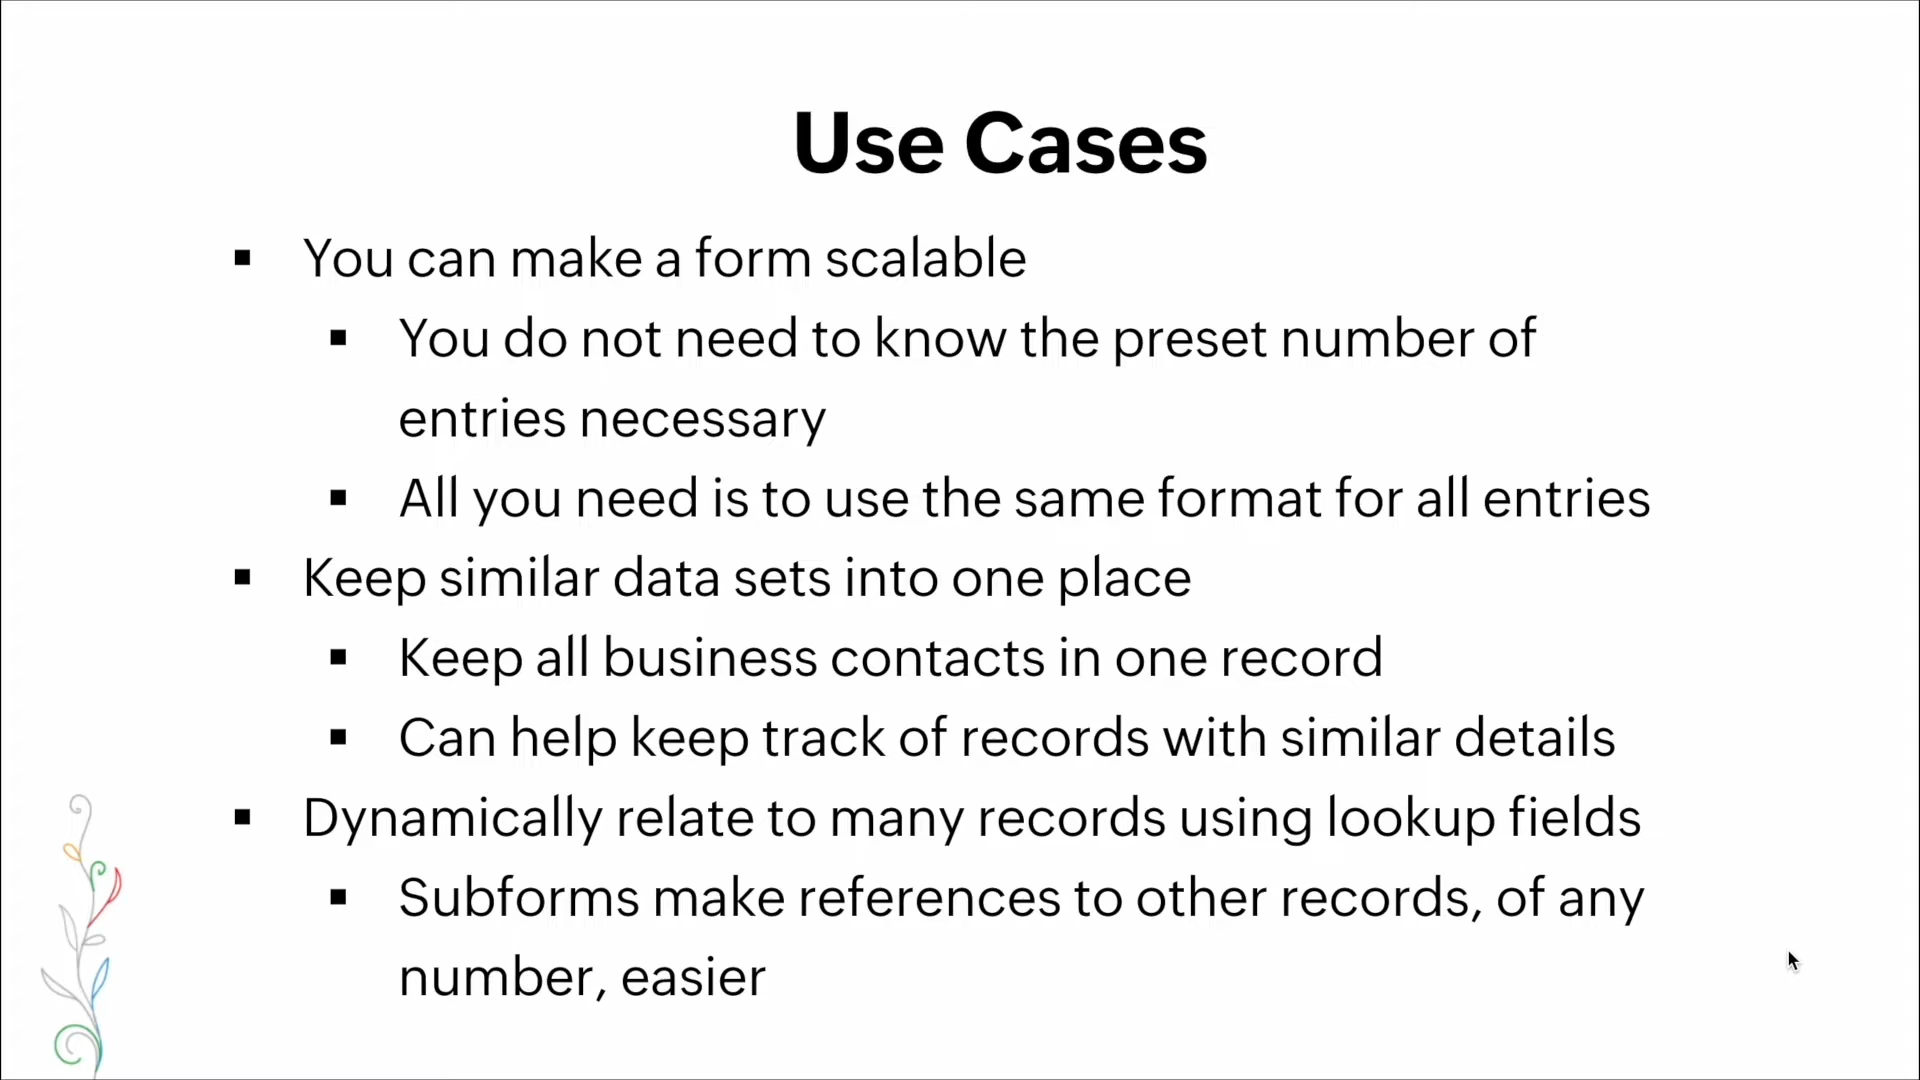 Use Cases
▪ You can make a form scalable
▪ You do not need to know the preset number of
entries necessary
▪ All you need is to use the same format for all entries
▪ Keep similar data sets into one place
▪ Keep all business contacts in one record
▪ Can help keep track of records with similar details
▪ Dynamically relate to many records using lookup fields
▪ Subforms make references to other records, of any
number, easier